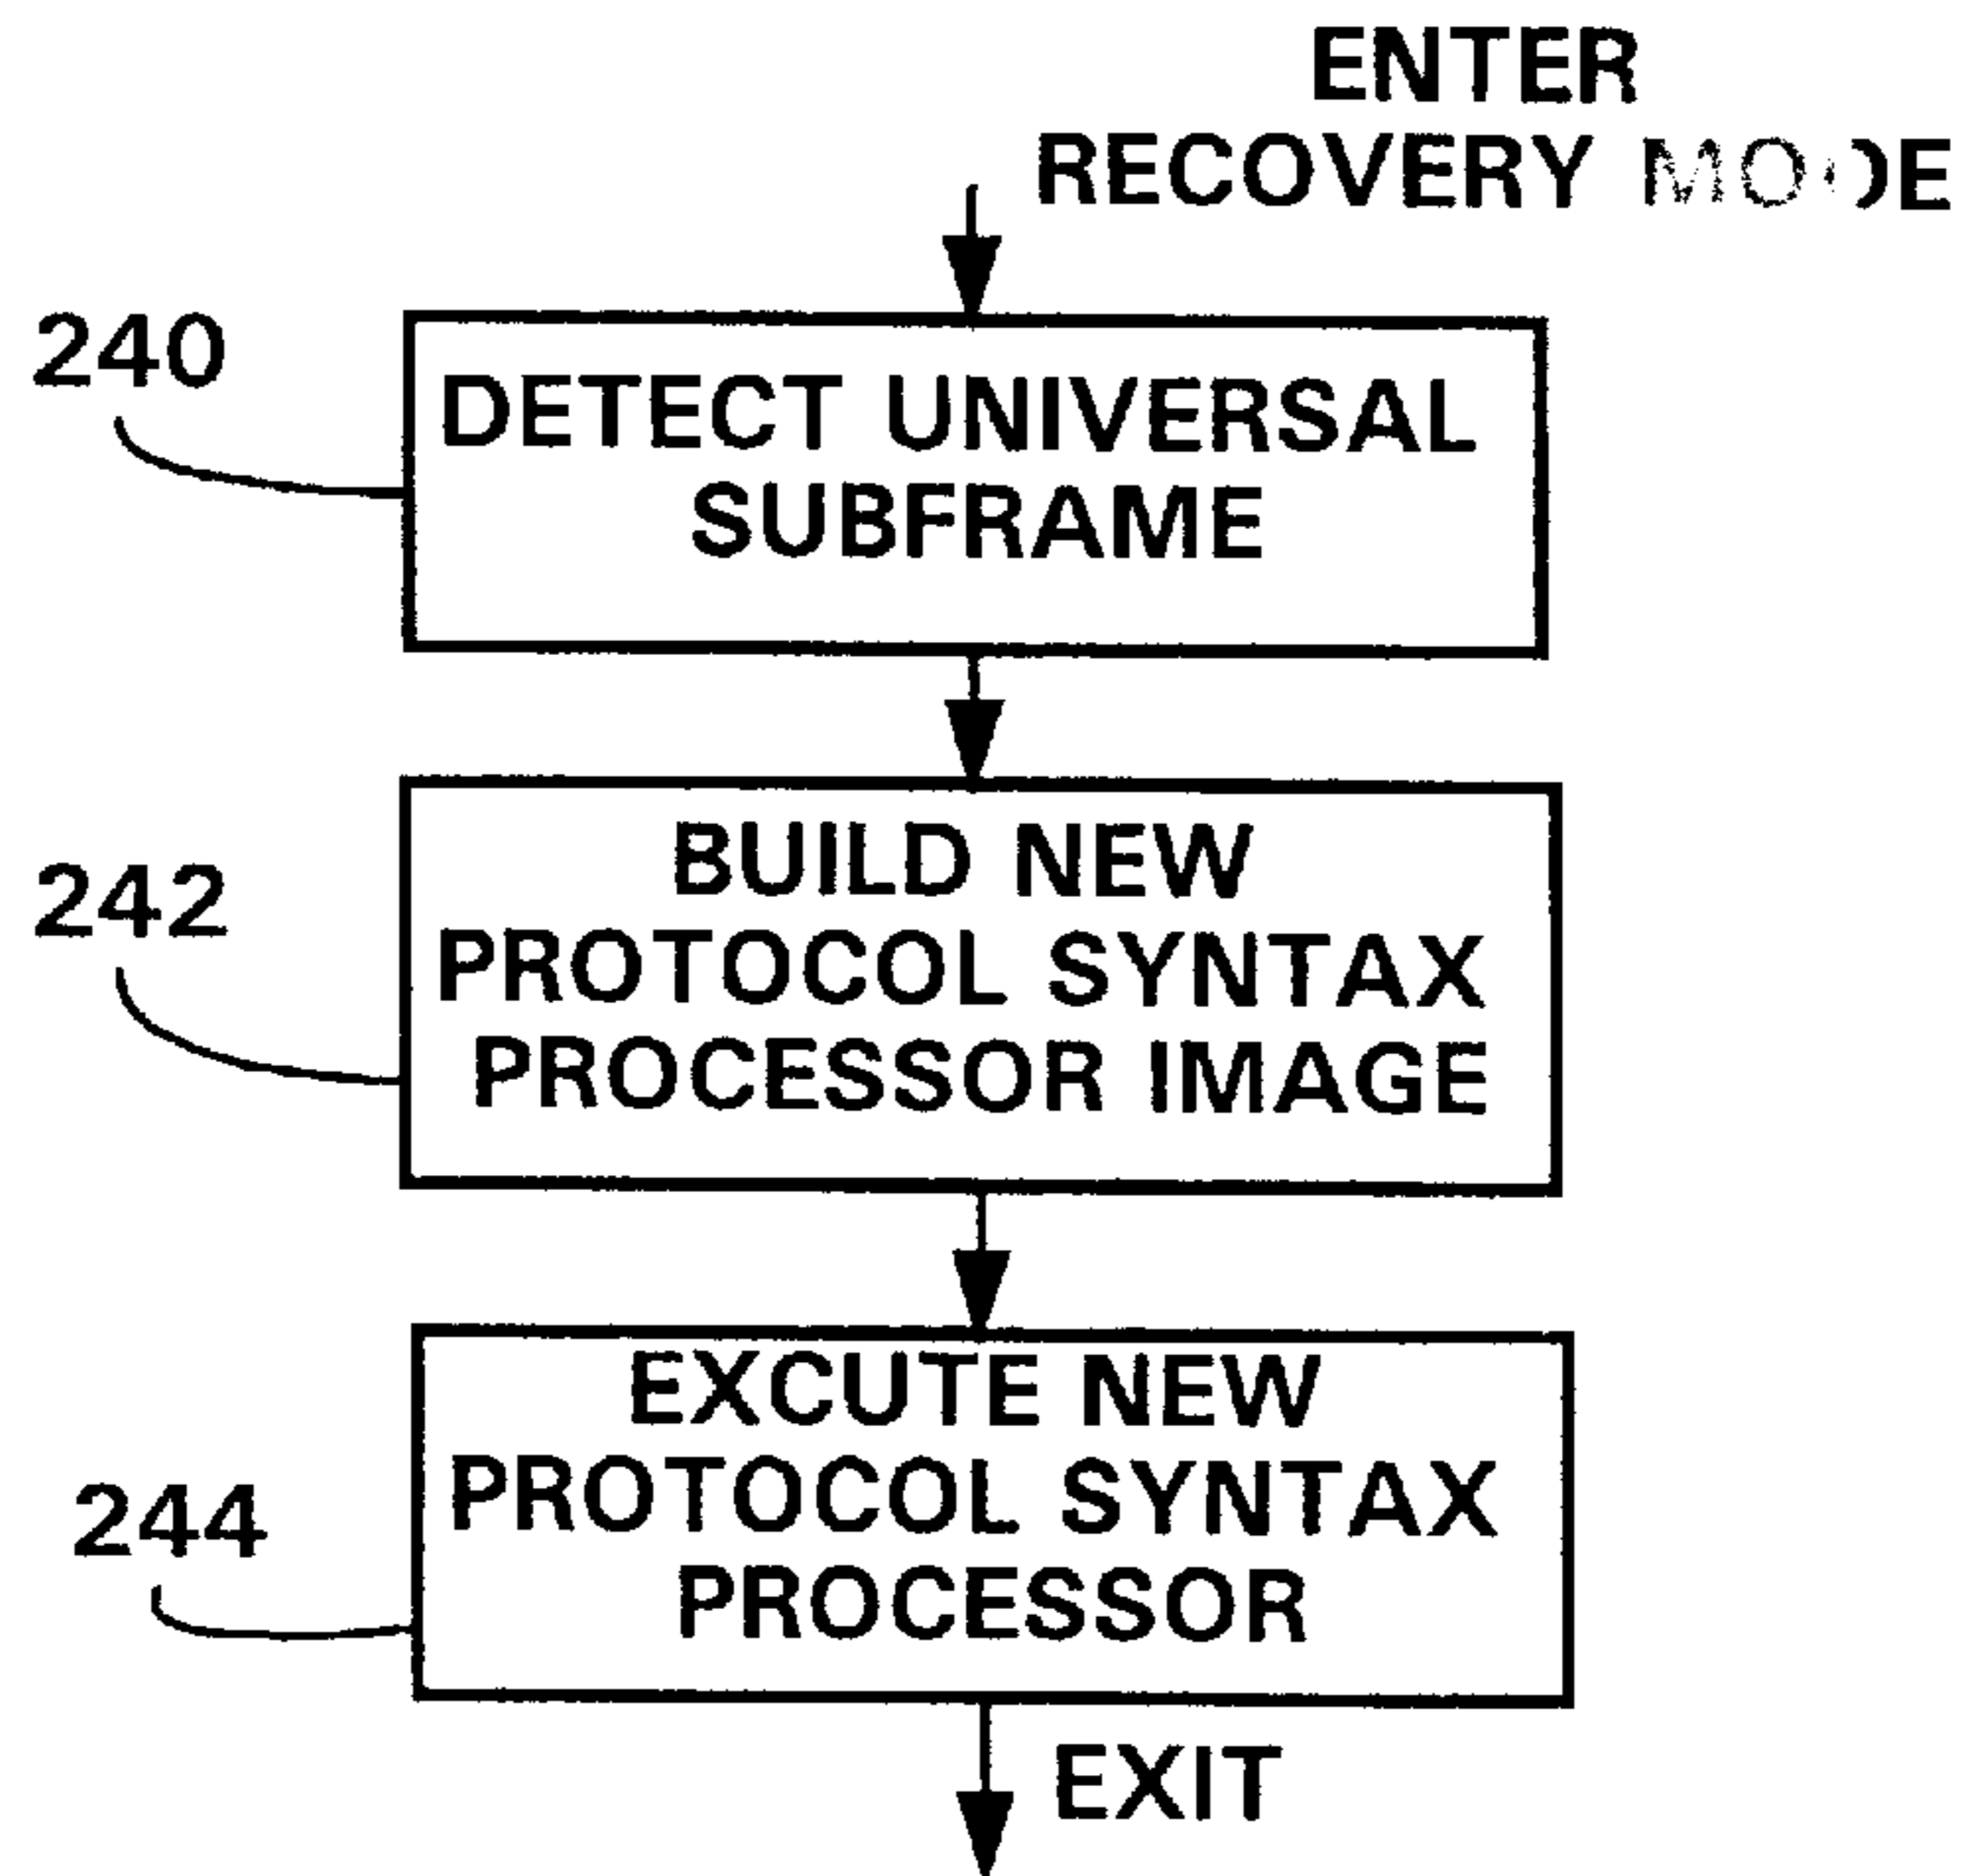 ENTER
RECOVERY MODE
240
DETECT UNIVERSAL
SUBFRAME
242
BUILD NEW
PROTOCOL SYNTAX
PROCESSOR IMAGE
244
EXCUTE NEW
PROTOCOL SYNTAX
PROCESSOR
EXIT